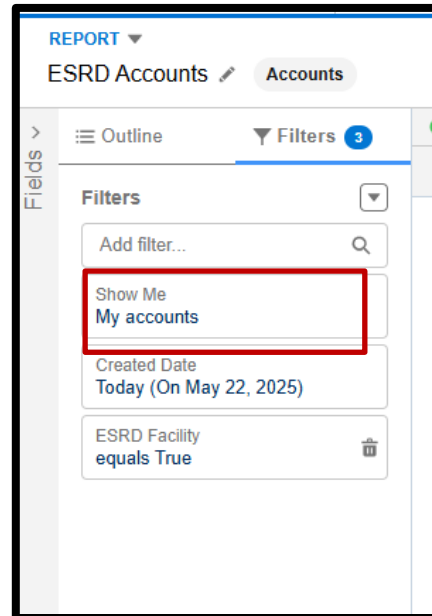 REPORT
ESRD Accounts Accounts
Fields
Outline Filters 3
Filters
Add filter...
Show Me
My accounts
Created Date
Today (On May 22, 2025)
ESRD Facility
equals True